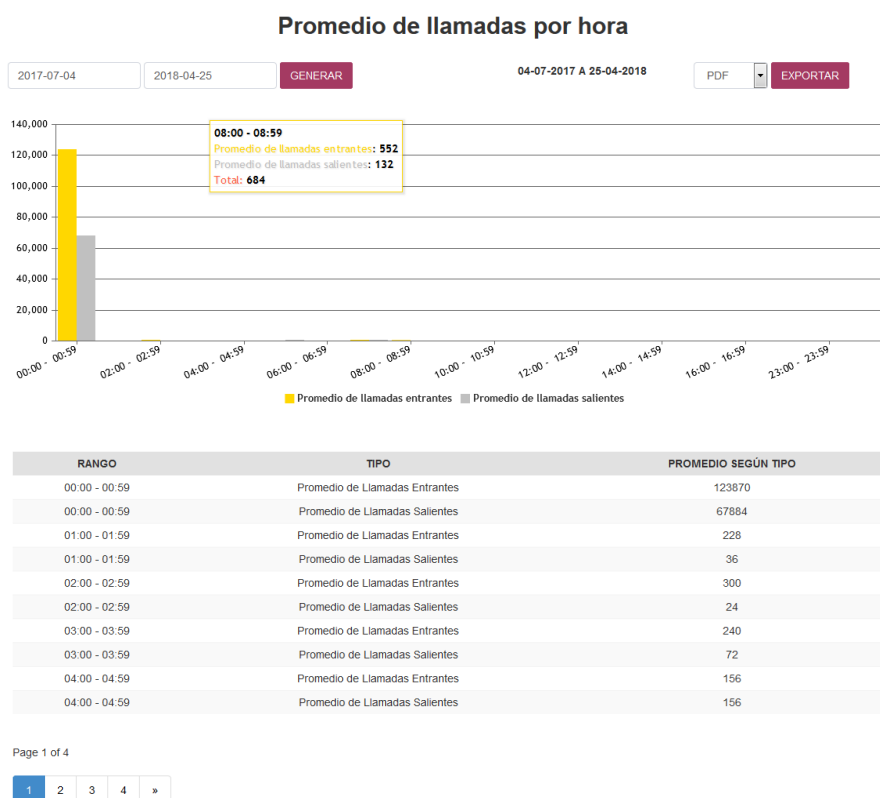 Promedio de llamadas por hora
2017-07-04 2018-04-25 GENERAR 04-07-2017 A 25-04-2018 PDF EXPORTAR
140,000
120,000
100,000
80,000
60,000
40,000
20,000
0
08:00 - 08:59
Promedio de llamadas entrantes: 552
Promedio de llamadas salientes: 132
Total: 684
00:00 - 00:59 02:00 - 02:59 04:00 - 04:59 06:00 - 06:59 08:00 - 08:59 10:00 - 10:59 12:00 - 12:59 14:00 - 14:59 16:00 - 16:59 23:00 - 23:59
Promedio de llamadas entrantes Promedio de llamadas salientes
RANGO TIPO PROMEDIO SEGÚN TIPO
00:00 - 00:59 Promedio de Llamadas Entrantes 123870
00:00 - 00:59 Promedio de Llamadas Salientes 67884
01:00 - 01:59 Promedio de Llamadas Entrantes 228
01:00 - 01:59 Promedio de Llamadas Salientes 36
02:00 - 02:59 Promedio de Llamadas Entrantes 300
02:00 - 02:59 Promedio de Llamadas Salientes 24
03:00 - 03:59 Promedio de Llamadas Entrantes 240
03:00 - 03:59 Promedio de Llamadas Salientes 72
04:00 - 04:59 Promedio de Llamadas Entrantes 156
04:00 - 04:59 Promedio de Llamadas Salientes 156
Page 1 of 4
1 2 3 4 »